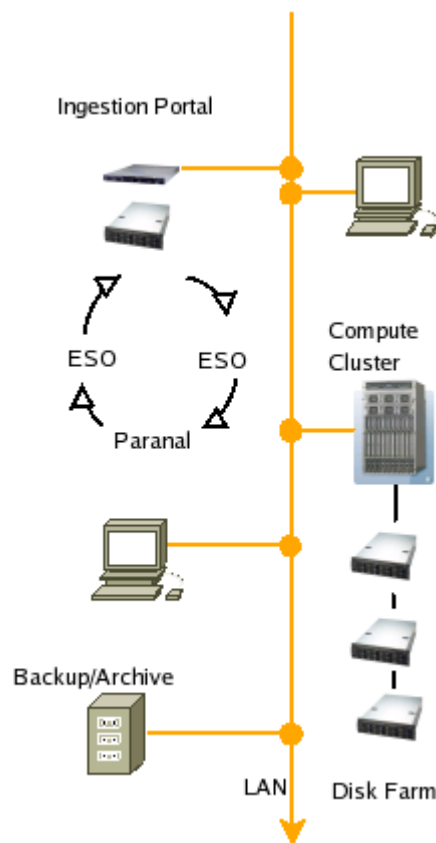 Ingestion Portal
ESO
ESO
Paranal
Compute
Cluster
Backup/Archive
LAN
Disk Farm